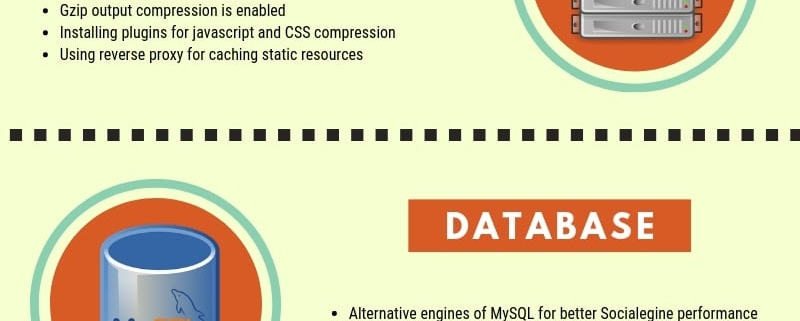 Gzip output compression is enabled
Installing plugins for javascript and CSS compression
Using reverse proxy for caching static resources
DATABASE
Alternative engines of MySQL for better Socialegine performance